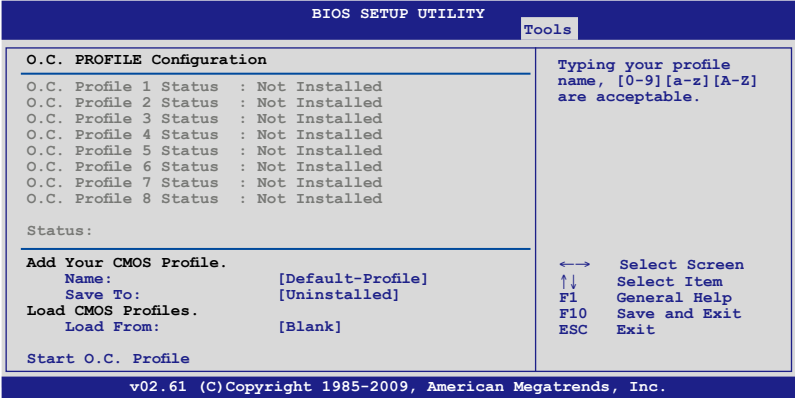 BIOS SETUP UTILITY
Tools
O.C. PROFILE Configuration
O.C. Profile 1 Status : Not Installed
O.C. Profile 2 Status : Not Installed
O.C. Profile 3 Status : Not Installed
O.C. Profile 4 Status : Not Installed
O.C. Profile 5 Status : Not Installed
O.C. Profile 6 Status : Not Installed
O.C. Profile 7 Status : Not Installed
O.C. Profile 8 Status : Not Installed
Status:
Add Your CMOS Profile.
Name: [Default-Profile]
Save To: [Uninstalled]
Load CMOS Profiles.
Load From: [Blank]
Start O.C. Profile
Typing your profile
name, [0-9][a-z][A-Z]
are acceptable.
←→ Select Screen
↑↓ Select Item
F1 General Help
F10 Save and Exit
ESC Exit
v02.61 (C)Copyright 1985-2009, American Megatrends, Inc.